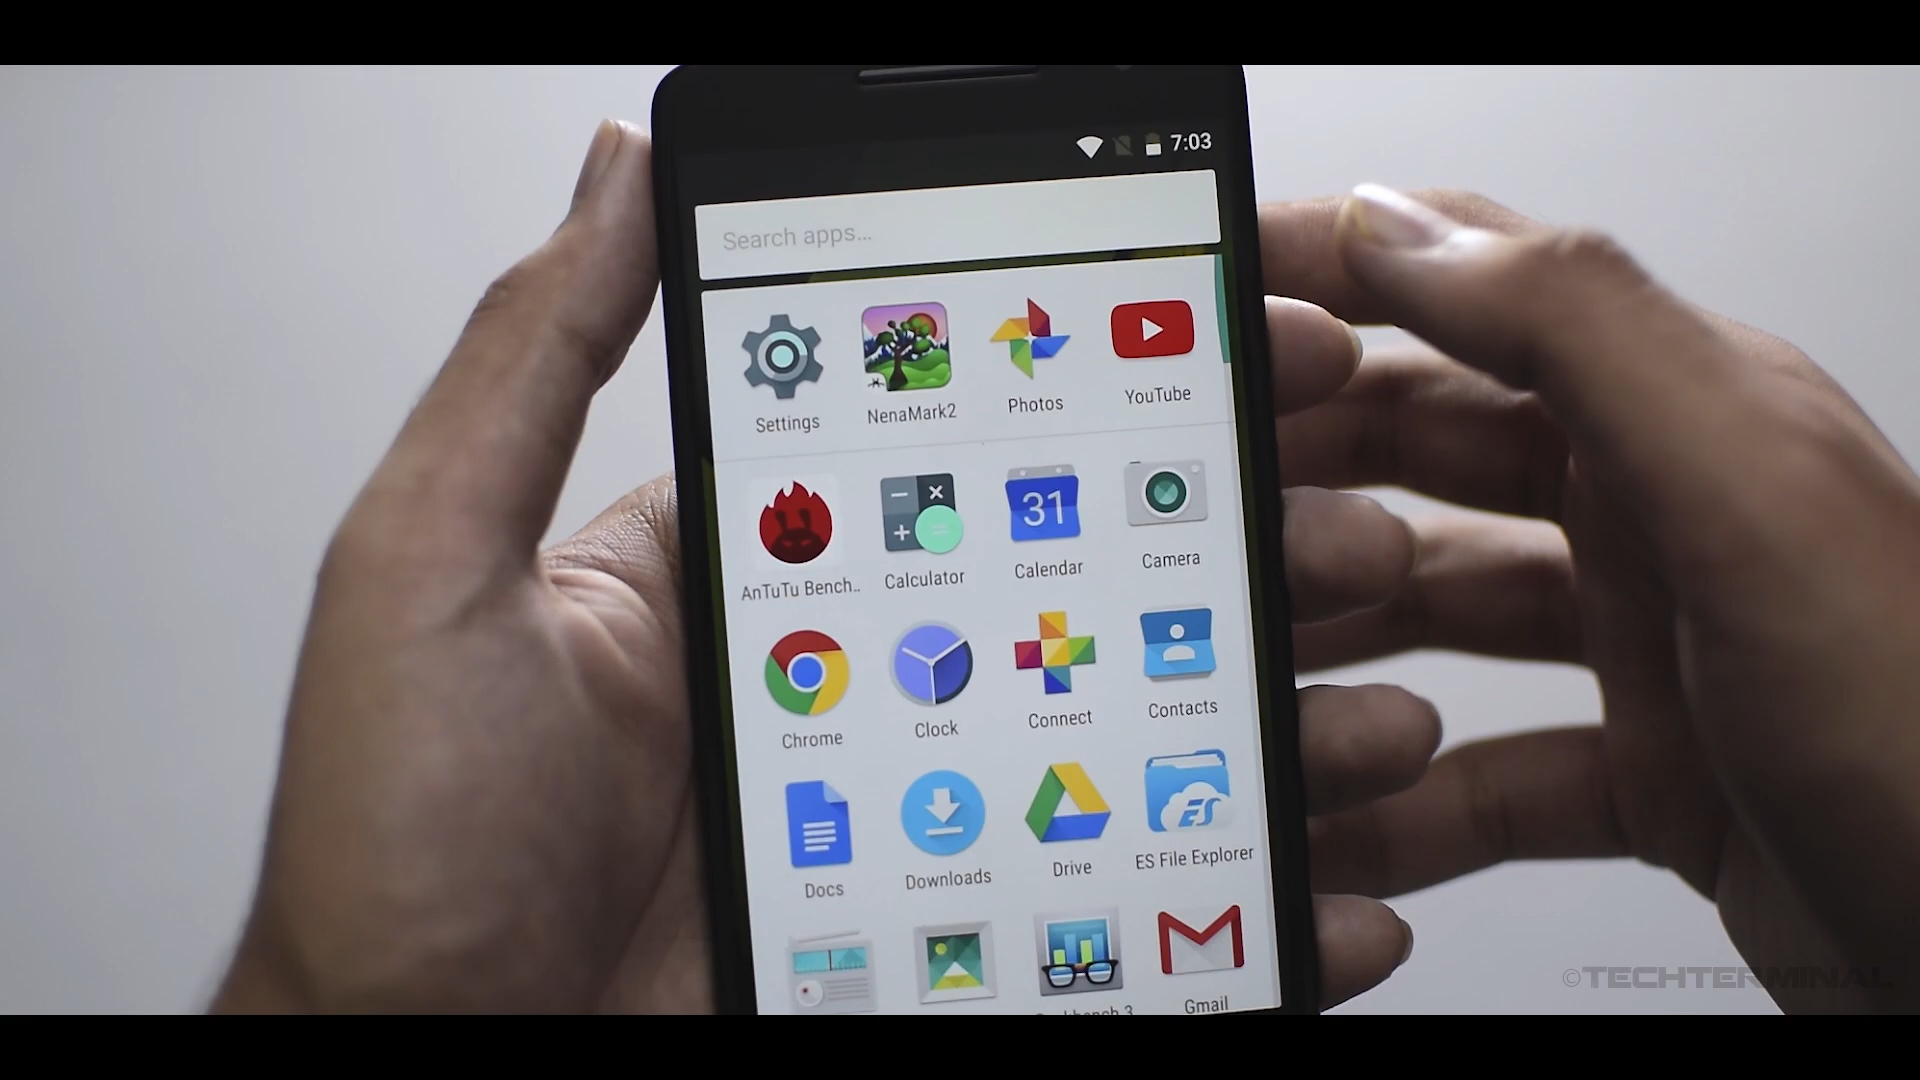 7:03
Search apps...
Settings
NenaMark2
Photos
YouTube
31
AnTuTu Bench..
Calculator
Calendar
Camera
Chrome
Clock
Connect
Contacts
ES
Docs
Downloads
Drive
ES File Explorer
Gmail
©TECHTERMINAL